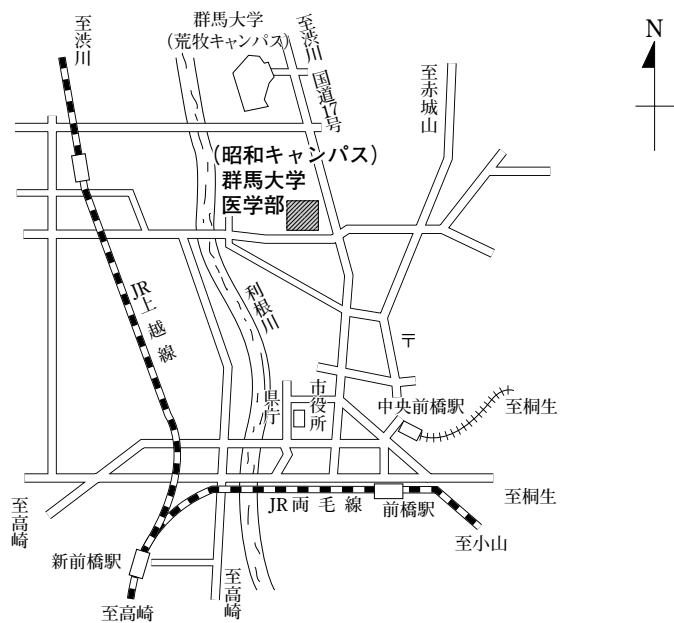 群馬大学
（荒牧キャンパス）
至渋川
至渋川
国道17号
至赤城山
N
（昭和キャンパス）
群馬大学
医学部
JR上越線
利根川
〒
県庁
市役所
中央前橋駅
至桐生
至高崎
JR両毛線
前橋駅
至桐生
至小山
新前橋駅
至高崎
至高崎